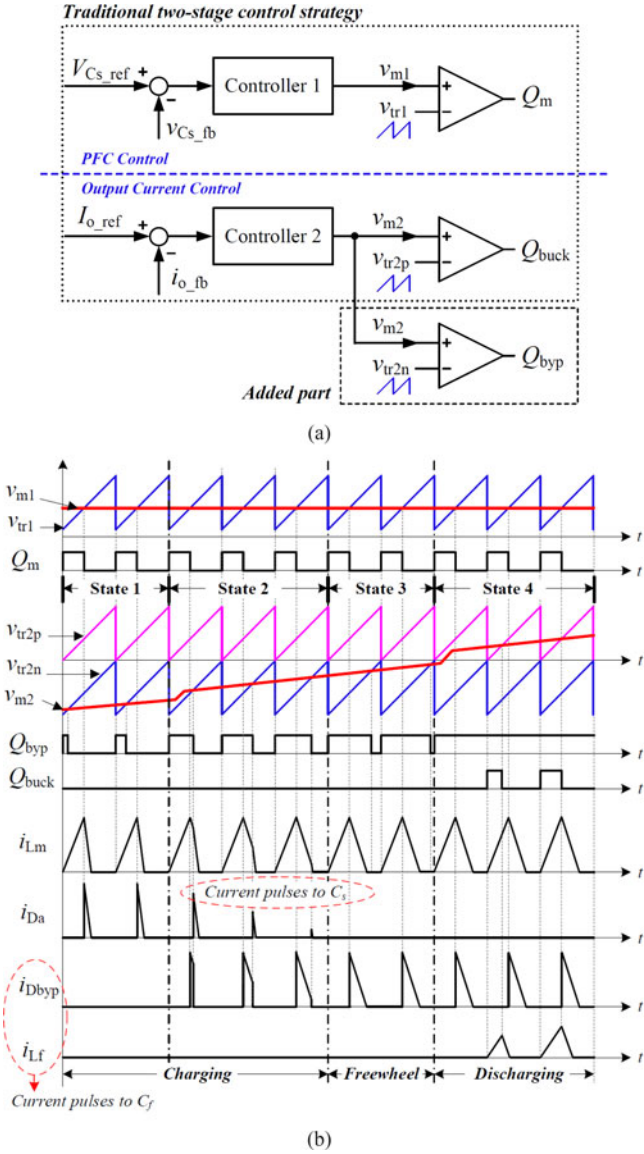 Traditional two-stage control strategy
V_Cs_ref + − Controller 1 v_m1 + Q_m
v_Cs_fb v_tr1 −
PFC Control
Output Current Control
I_o_ref + − Controller 2 v_m2 + Q_buck
i_o_fb v_tr2p −
v_m2 + Q_byp
v_tr2n −
Added part
(a)
v_m1
v_tr1
t
Q_m
t
State 1 State 2 State 3 State 4
v_tr2p
t
v_tr2n
v_m2
Q_byp
t
Q_buck
t
i_Lm
t
Current pulses to C_s
i_Da
t
i_Dbyp
t
i_Lf
t
Charging Freewheel Discharging
Current pulses to C_f
(b)